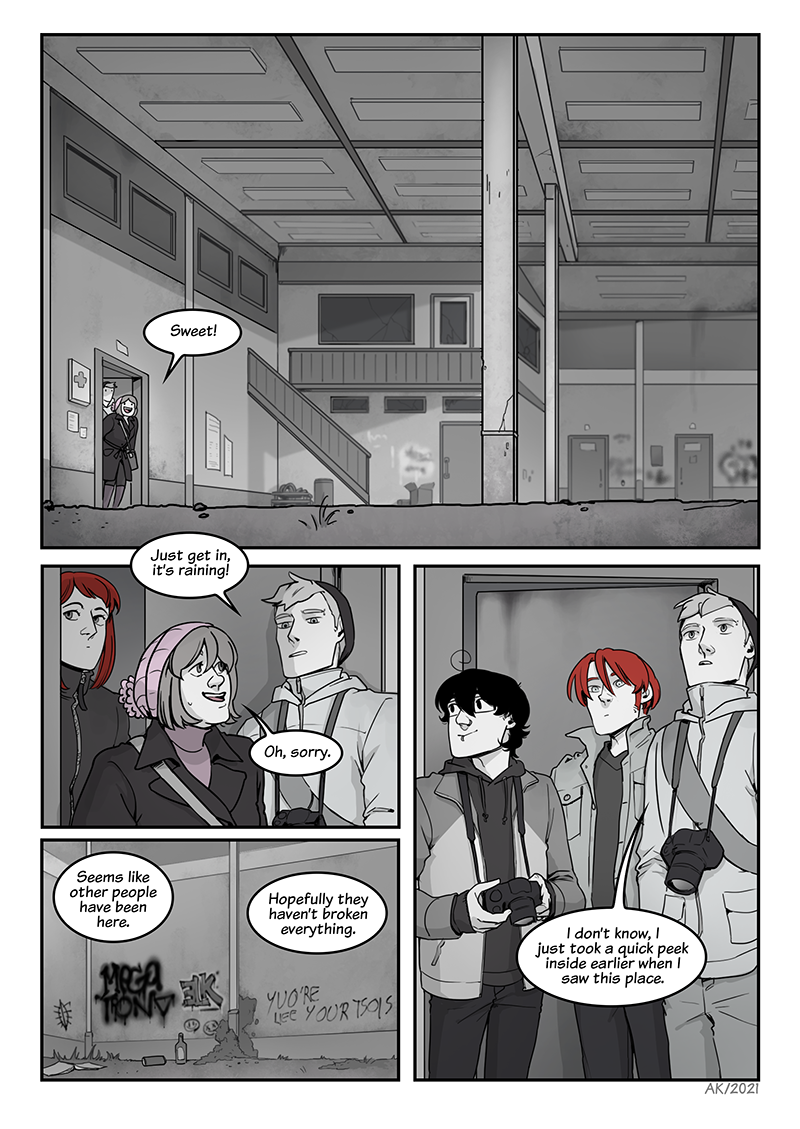 Sweet!
Just get in,
it's raining!
Oh, sorry.
Seems like
other people
have been
here.
Hopefully they
haven't broken
everything.
MEGA
TRON
ELK
YUO'RE
YOUR TSOIS
I don't know, I
just took a quick peek
inside earlier when I
saw this place.
AK/2021